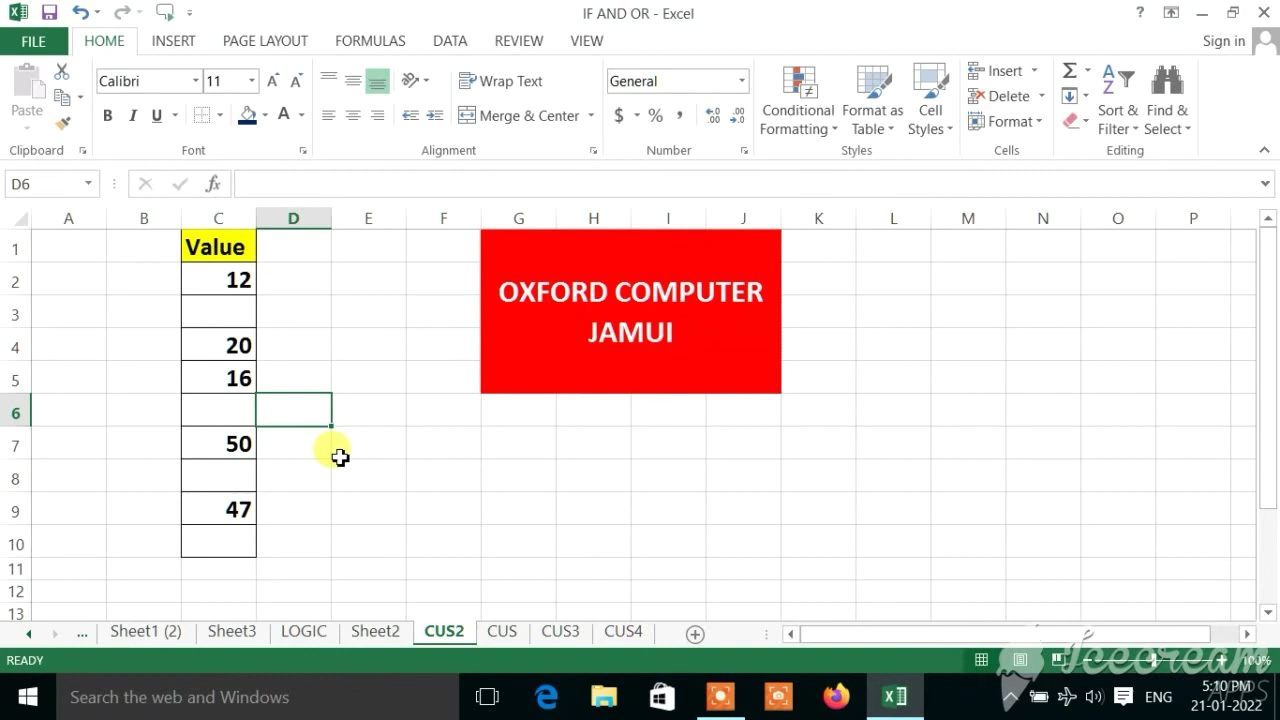 IF AND OR - Excel
?
FILE
HOME
INSERT
PAGE LAYOUT
FORMULAS
DATA
REVIEW
VIEW
Sign in
Paste
Calibri
11
B I U
A
Wrap Text
Merge & Center
General
$ % ,
Conditional
Formatting
Format as
Table
Cell
Styles
Insert
Delete
Format
Sort &
Filter
Find &
Select
Clipboard
Font
Alignment
Number
Styles
Cells
Editing
D6
fx
A B C D E F G H I J K L M N O P
1 Value
2 12
3
4 20
5 16
6
7 50
8
9 47
10
11
12
13
OXFORD COMPUTER
JAMUI
... Sheet1 (2) Sheet3 LOGIC Sheet2 CUS2 CUS CUS3 CUS4
READY
100%
Icecream
APPS
Search the web and Windows
ENG
5:10 PM
21-01-2022